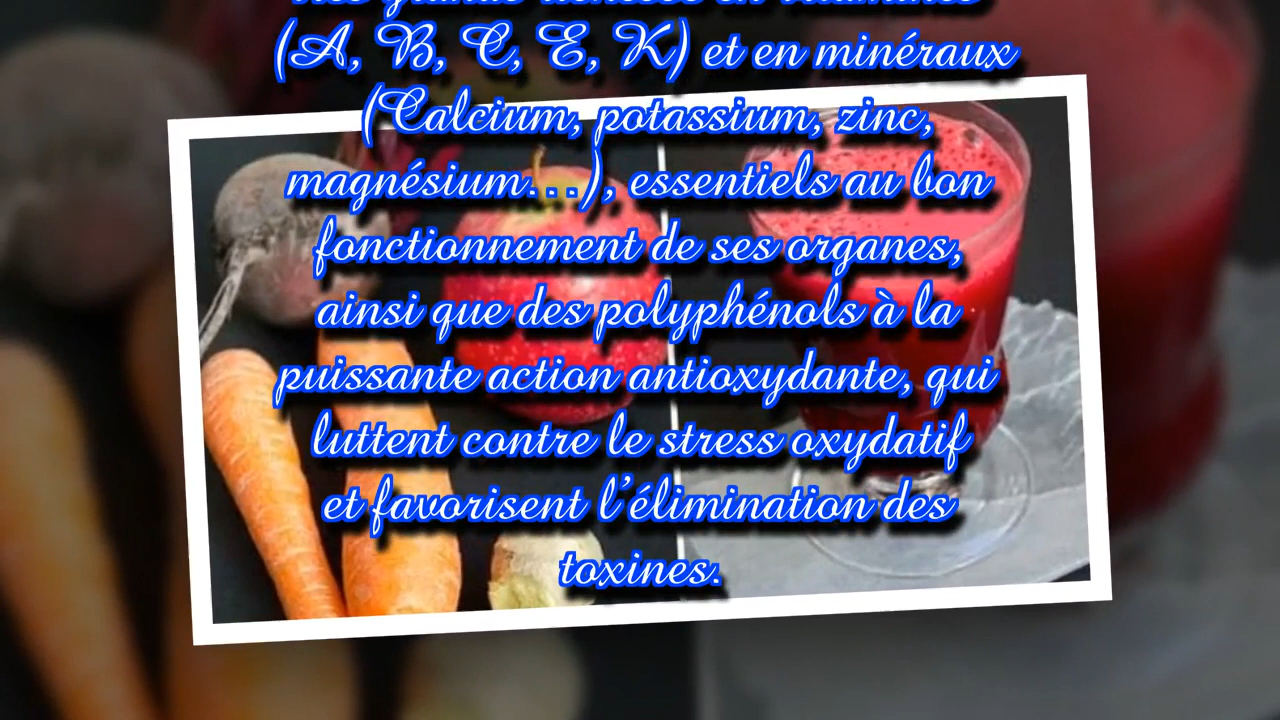 (A, B, C, E, K) et en minéraux
(Calcium, potassium, zinc,
magnésium…), essentiels au bon
fonctionnement de ses organes,
ainsi que des polyphénols à la
puissante action antioxydante, qui
luttent contre le stress oxydatif
et favorisent l’élimination des
toxines.